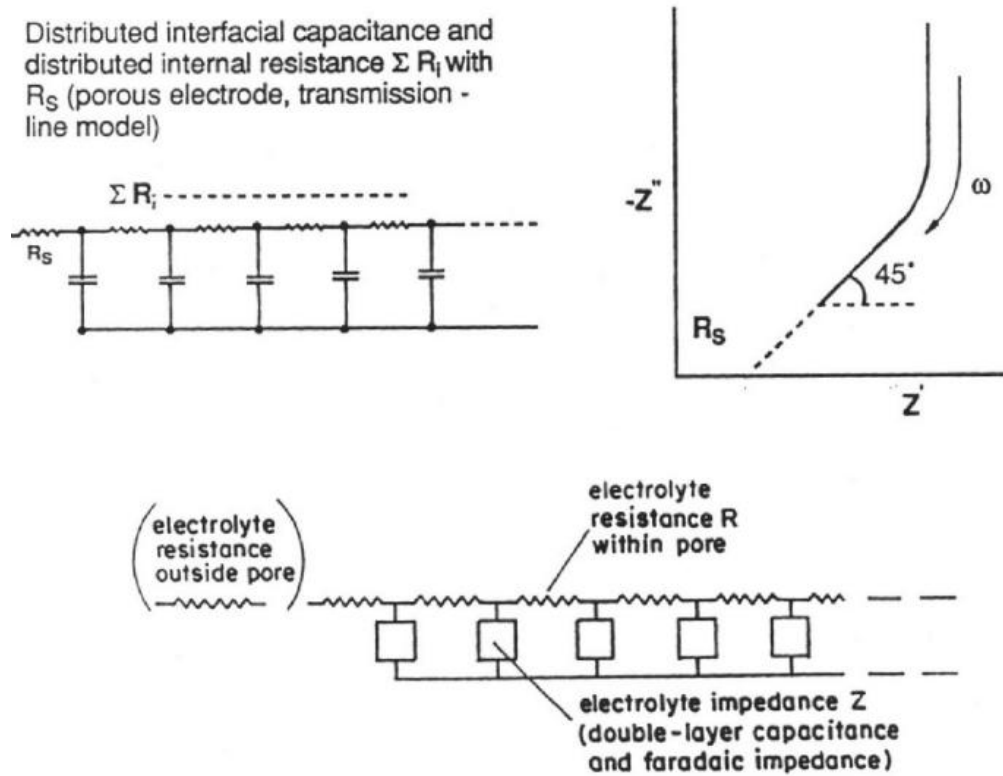 Distributed interfacial capacitance and
distributed internal resistance Σ Ri with
RS (porous electrode, transmission -
line model)
Σ Ri
RS
-Z"
ω
45°
RS
Z'
electrolyte
resistance
outside pore
electrolyte
resistance R
within pore
electrolyte impedance Z
(double-layer capacitance
and faradaic impedance)